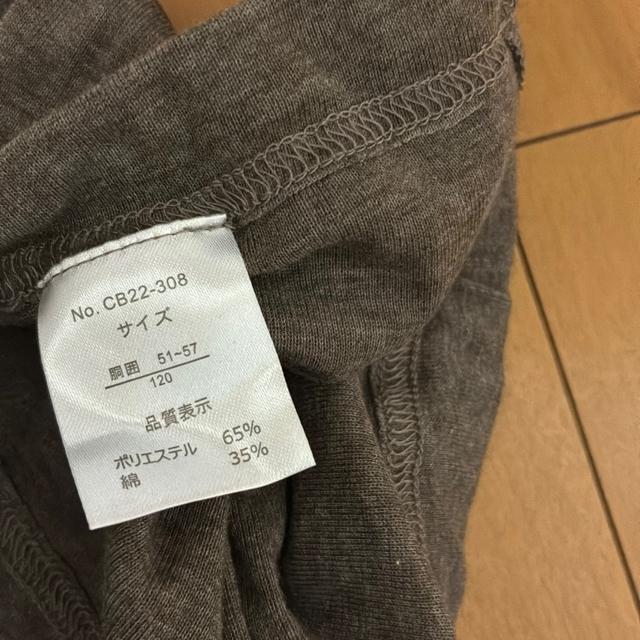 No. CB22-308
サイズ
胴囲 51~57
120
品質表示
ポリエステル 65%
綿 35%